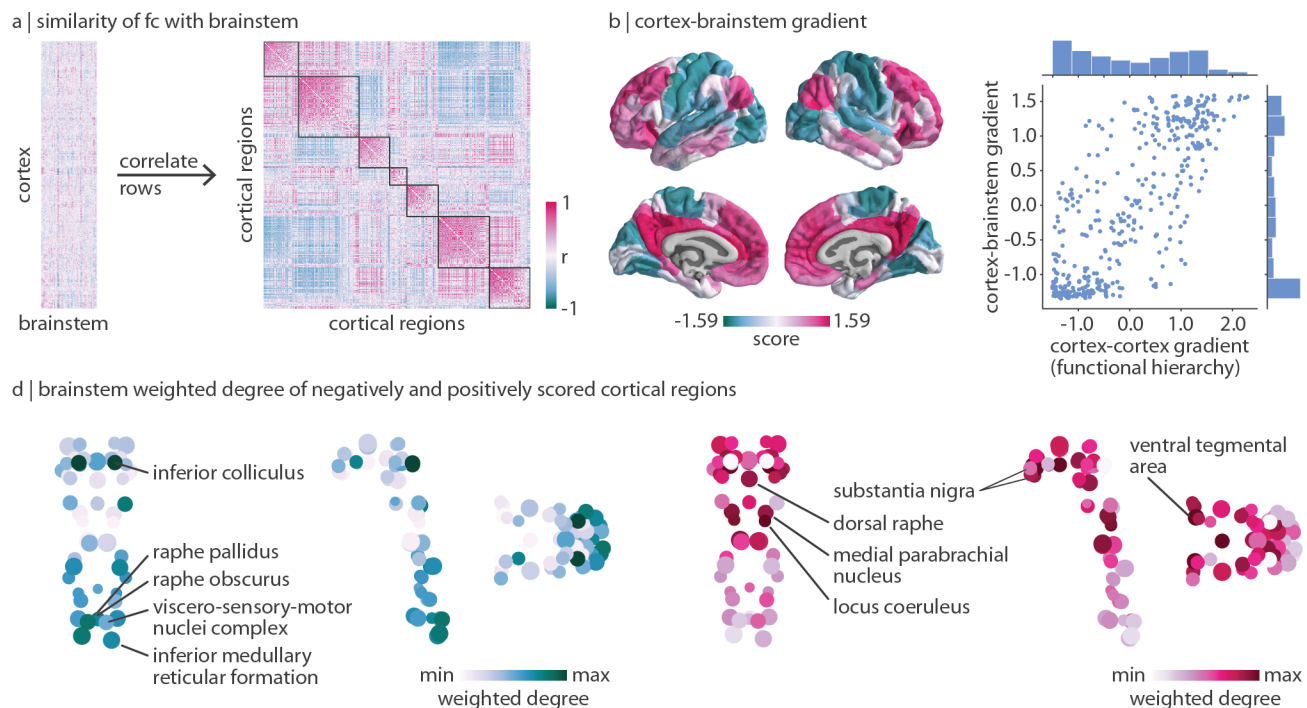 a | similarity of fc with brainstem
cortex
brainstem
correlate
rows
cortical regions
cortical regions
1
r
-1
b | cortex-brainstem gradient
-1.59
1.59
score
cortex-brainstem gradient
1.5
1.0
0.5
0.0
-0.5
-1.0
-1.0
0.0
1.0
2.0
cortex-cortex gradient
(functional hierarchy)
d | brainstem weighted degree of negatively and positively scored cortical regions
inferior colliculus
raphe pallidus
raphe obscurus
viscero-sensory-motor
nuclei complex
inferior medullary
reticular formation
min
max
weighted degree
substantia nigra
dorsal raphe
medial parabrachial
nucleus
locus coeruleus
ventral tegmental
area
min
max
weighted degree